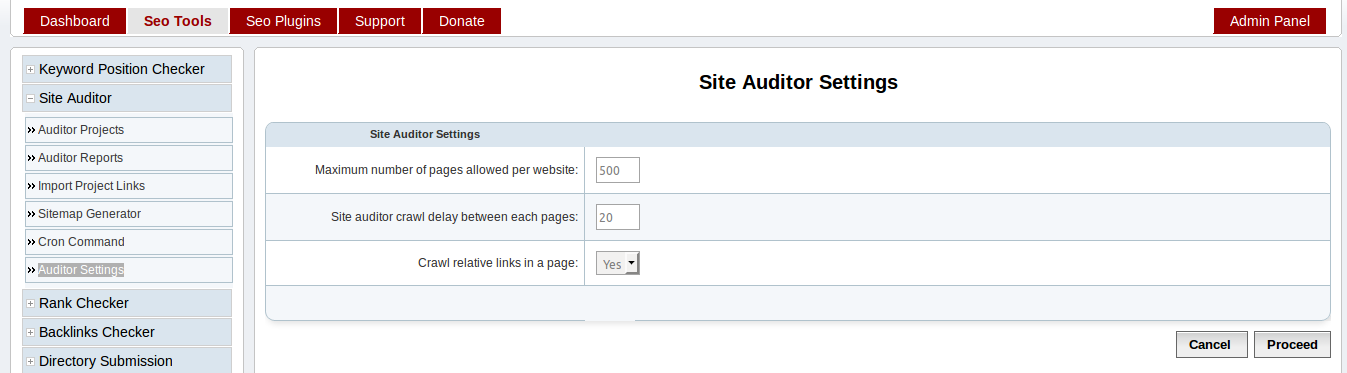 Dashboard Seo Tools Seo Plugins Support Donate Admin Panel
Keyword Position Checker
Site Auditor
Auditor Projects
Auditor Reports
Import Project Links
Sitemap Generator
Cron Command
Auditor Settings
Rank Checker
Backlinks Checker
Directory Submission
Site Auditor Settings
Site Auditor Settings
Maximum number of pages allowed per website: 500
Site auditor crawl delay between each pages: 20
Crawl relative links in a page: Yes
Cancel Proceed